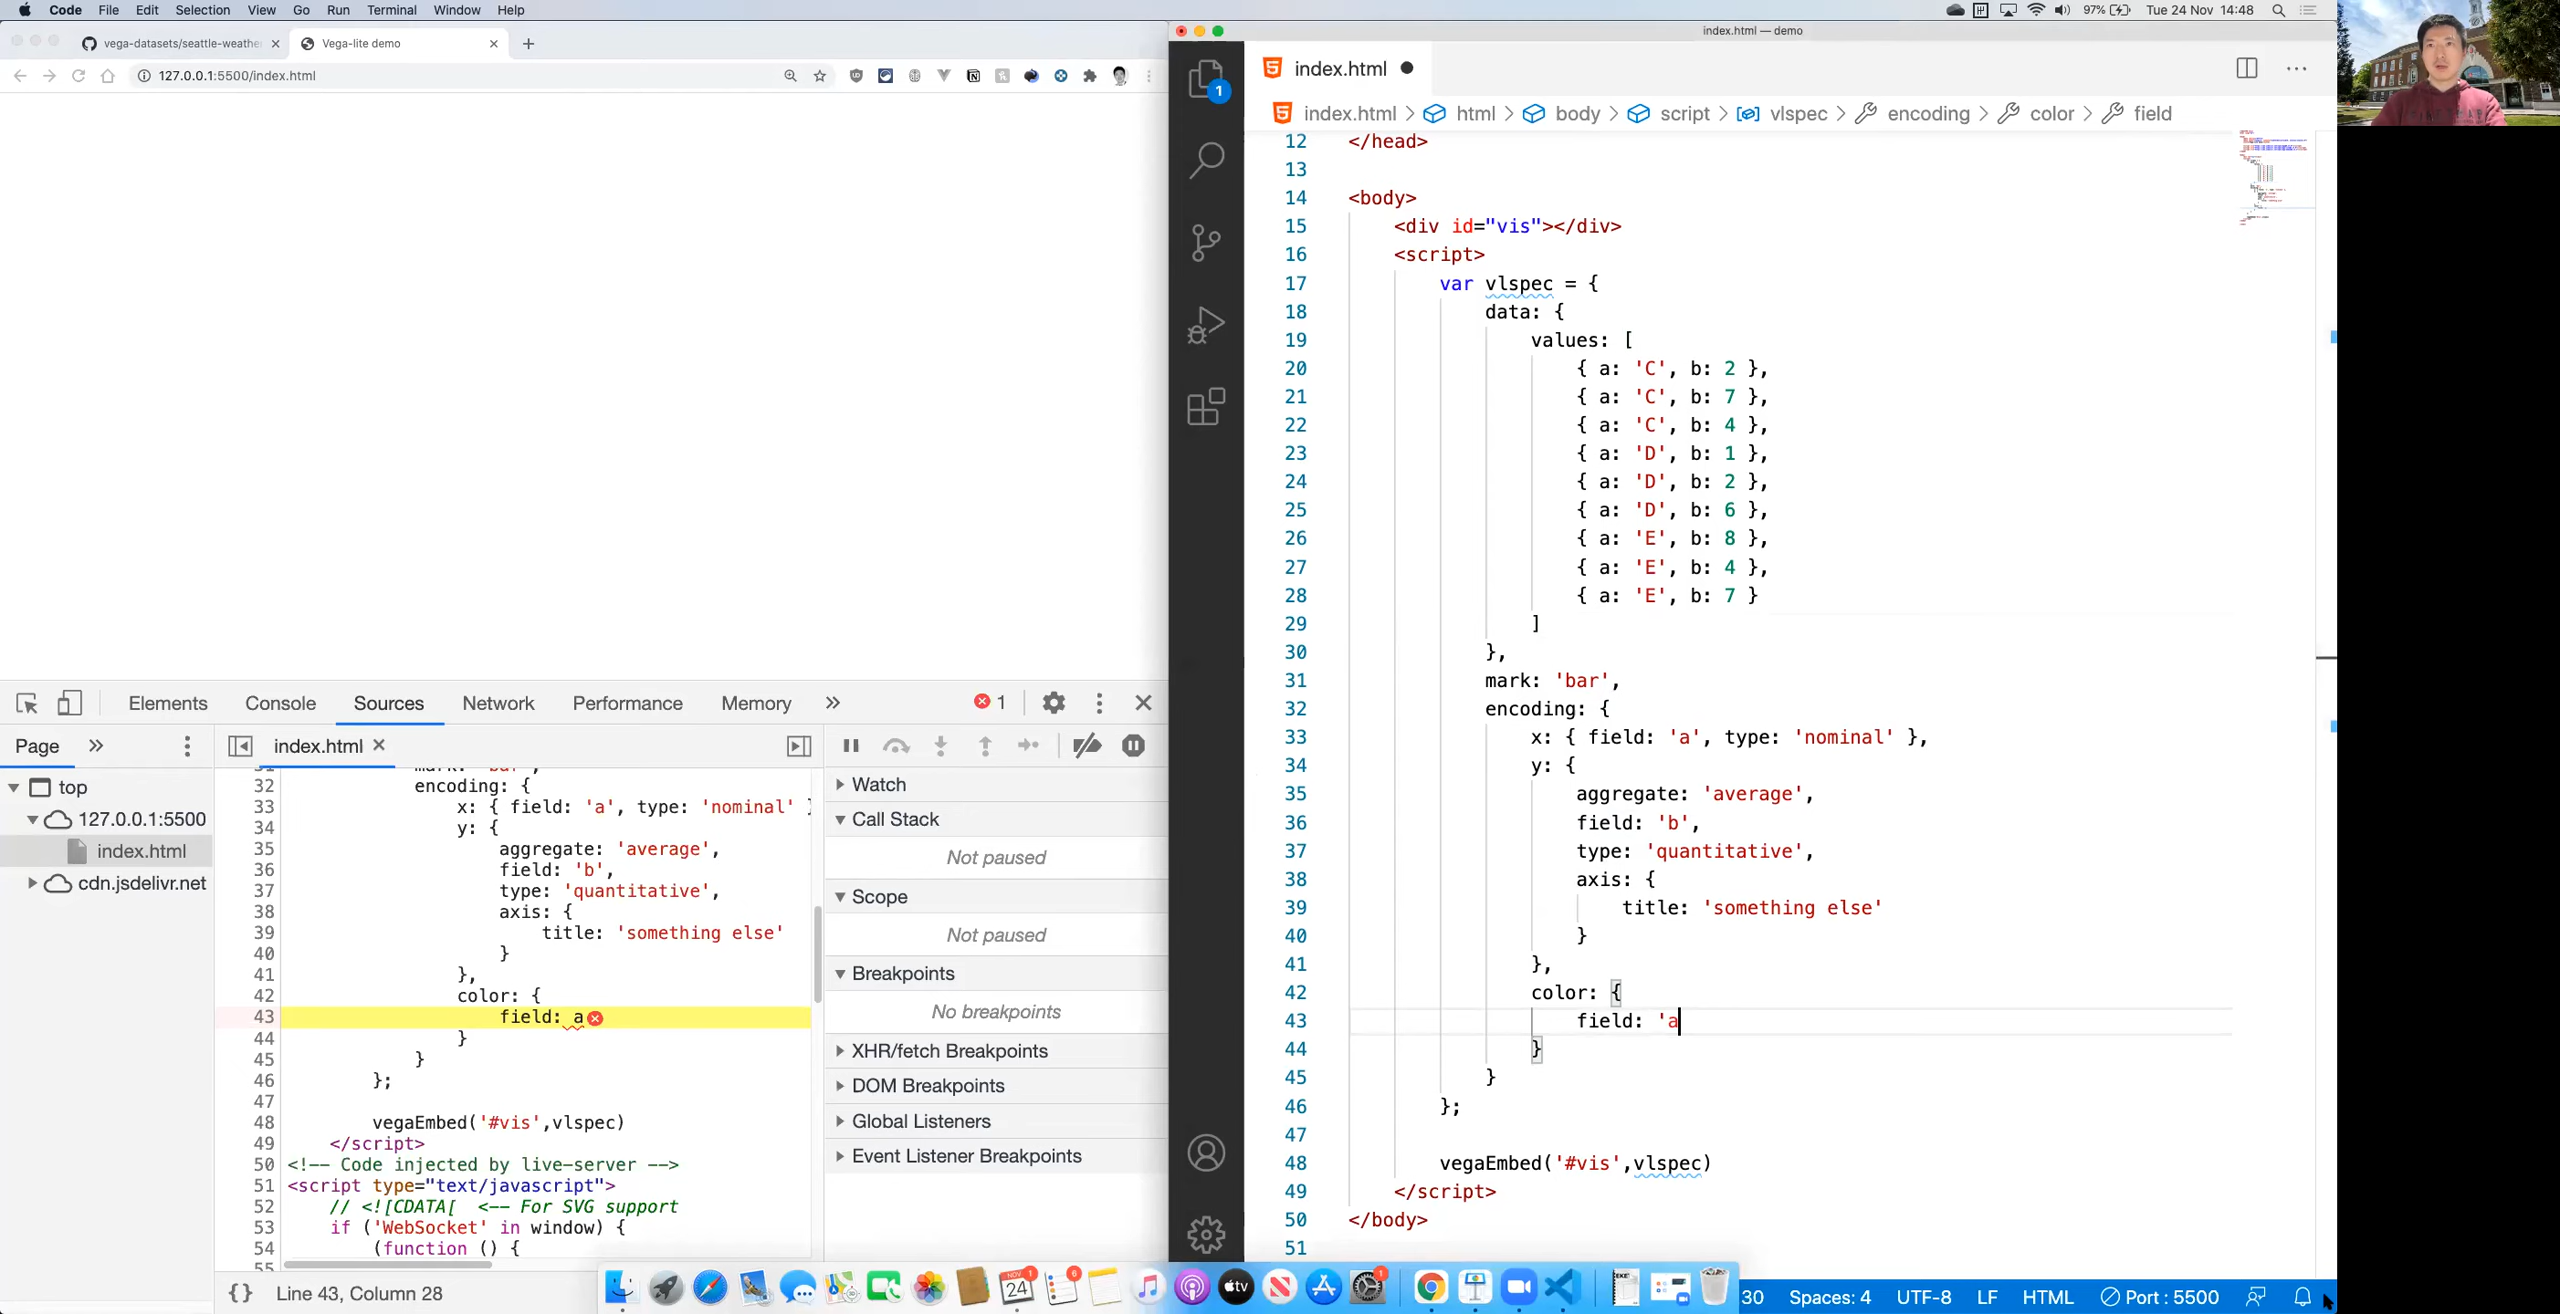 Code File Edit Selection View Go Run Terminal Window Help
97% Tue 24 Nov 14:48
vega-datasets/seattle-weathe
Vega-lite demo
127.0.0.1:5500/index.html
index.html — demo
index.html
1
index.html html body script vlspec encoding color field
12 </head>
13
14 <body>
15 <div id="vis"></div>
16 <script>
17 var vlspec = {
18 data: {
19 values: [
20 { a: 'C', b: 2 },
21 { a: 'C', b: 7 },
22 { a: 'C', b: 4 },
23 { a: 'D', b: 1 },
24 { a: 'D', b: 2 },
25 { a: 'D', b: 6 },
26 { a: 'E', b: 8 },
27 { a: 'E', b: 4 },
28 { a: 'E', b: 7 }
29 ]
30 },
31 mark: 'bar',
32 encoding: {
33 x: { field: 'a', type: 'nominal' },
34 y: {
35 aggregate: 'average',
36 field: 'b',
37 type: 'quantitative',
38 axis: {
39 title: 'something else'
40 }
41 },
42 color: {
43 field: 'a
44 }
45 }
46 };
47
48 vegaEmbed('#vis',vlspec)
49 </script>
50 </body>
51
Elements Console Sources Network Performance Memory 1
Page
index.html
top
127.0.0.1:5500
index.html
cdn.jsdelivr.net
32 encoding: {
33 x: { field: 'a', type: 'nominal' }
34 y: {
35 aggregate: 'average',
36 field: 'b',
37 type: 'quantitative',
38 axis: {
39 title: 'something else'
40 }
41 },
42 color: {
43 field: a
44 }
45 }
46 };
47
48 vegaEmbed('#vis',vlspec)
49 </script>
50 <!-- Code injected by live-server -->
51 <script type="text/javascript">
52 // <![CDATA[ <-- For SVG support
53 if ('WebSocket' in window) {
54 (function () {
55
{} Line 43, Column 28
Watch
Call Stack
Not paused
Scope
Not paused
Breakpoints
No breakpoints
XHR/fetch Breakpoints
DOM Breakpoints
Global Listeners
Event Listener Breakpoints
NOV
24
1
6
tv
1
30 Spaces: 4 UTF-8 LF HTML Port : 5500